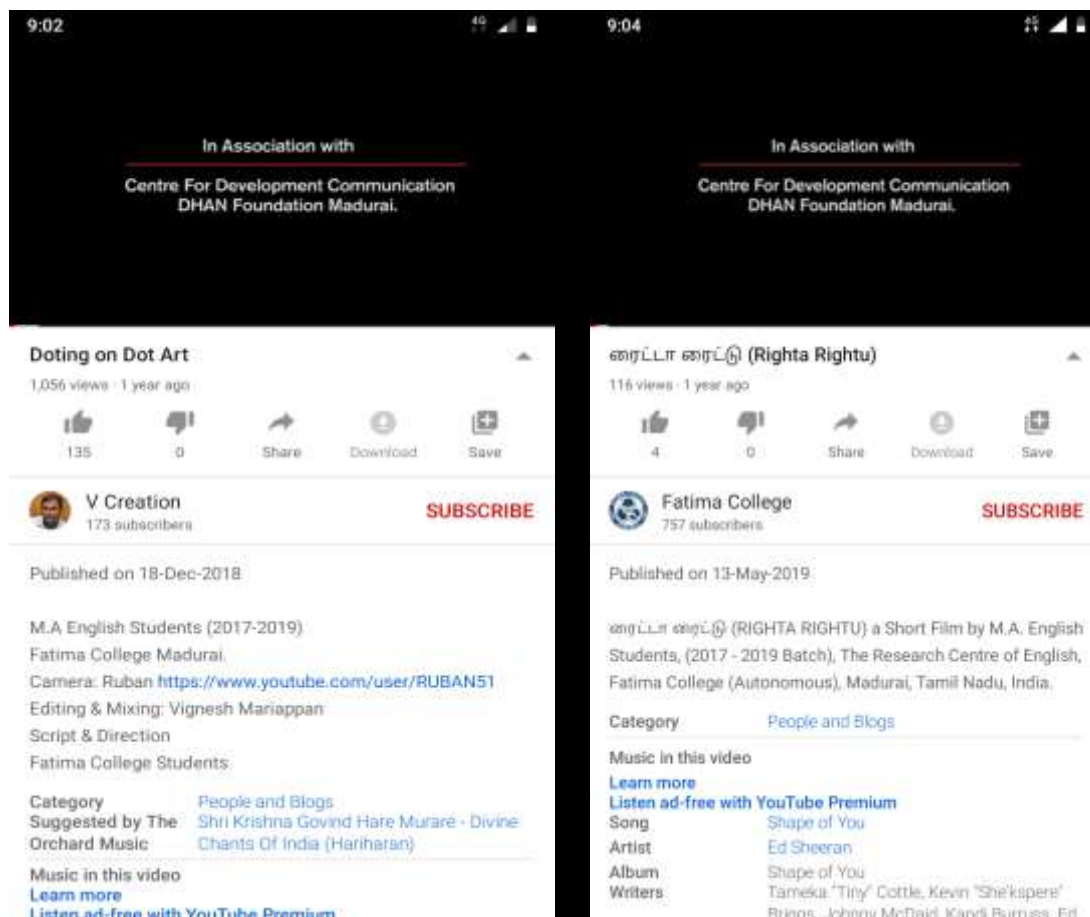 9:02
4G
In Association with
Centre For Development Communication
DHAN Foundation Madurai.
Doting on Dot Art
1,056 views · 1 year ago
135
0
Share
Download
Save
V Creation
173 subscribers
SUBSCRIBE
Published on 18-Dec-2018
M.A English Students (2017-2019)
Fatima College Madurai.
Camera: Ruban https://www.youtube.com/user/RUBAN51
Editing & Mixing: Vignesh Mariappan
Script & Direction
Fatima College Students
Category People and Blogs
Suggested by The Shri Krishna Govind Hare Murare - Divine
Orchard Music Chants Of India (Hariharan)
Music in this video
Learn more
Listen ad-free with YouTube Premium
9:04
4G
In Association with
Centre For Development Communication
DHAN Foundation Madurai.
ரைட்டா ரைட்டு (Righta Rightu)
116 views · 1 year ago
4
0
Share
Download
Save
Fatima College
757 subscribers
SUBSCRIBE
Published on 13-May-2019
ரைட்டா ரைட்டு (RIGHTA RIGHTU) a Short Film by M.A. English
Students, (2017 - 2019 Batch), The Research Centre of English,
Fatima College (Autonomous), Madurai, Tamil Nadu, India.
Category People and Blogs
Music in this video
Learn more
Listen ad-free with YouTube Premium
Song Shape of You
Artist Ed Sheeran
Album Shape of You
Writers Tameka "Tiny" Cottle, Kevin "She'kspere"
Briggs, Johnny McDaid, Kandi Burruss, Ed